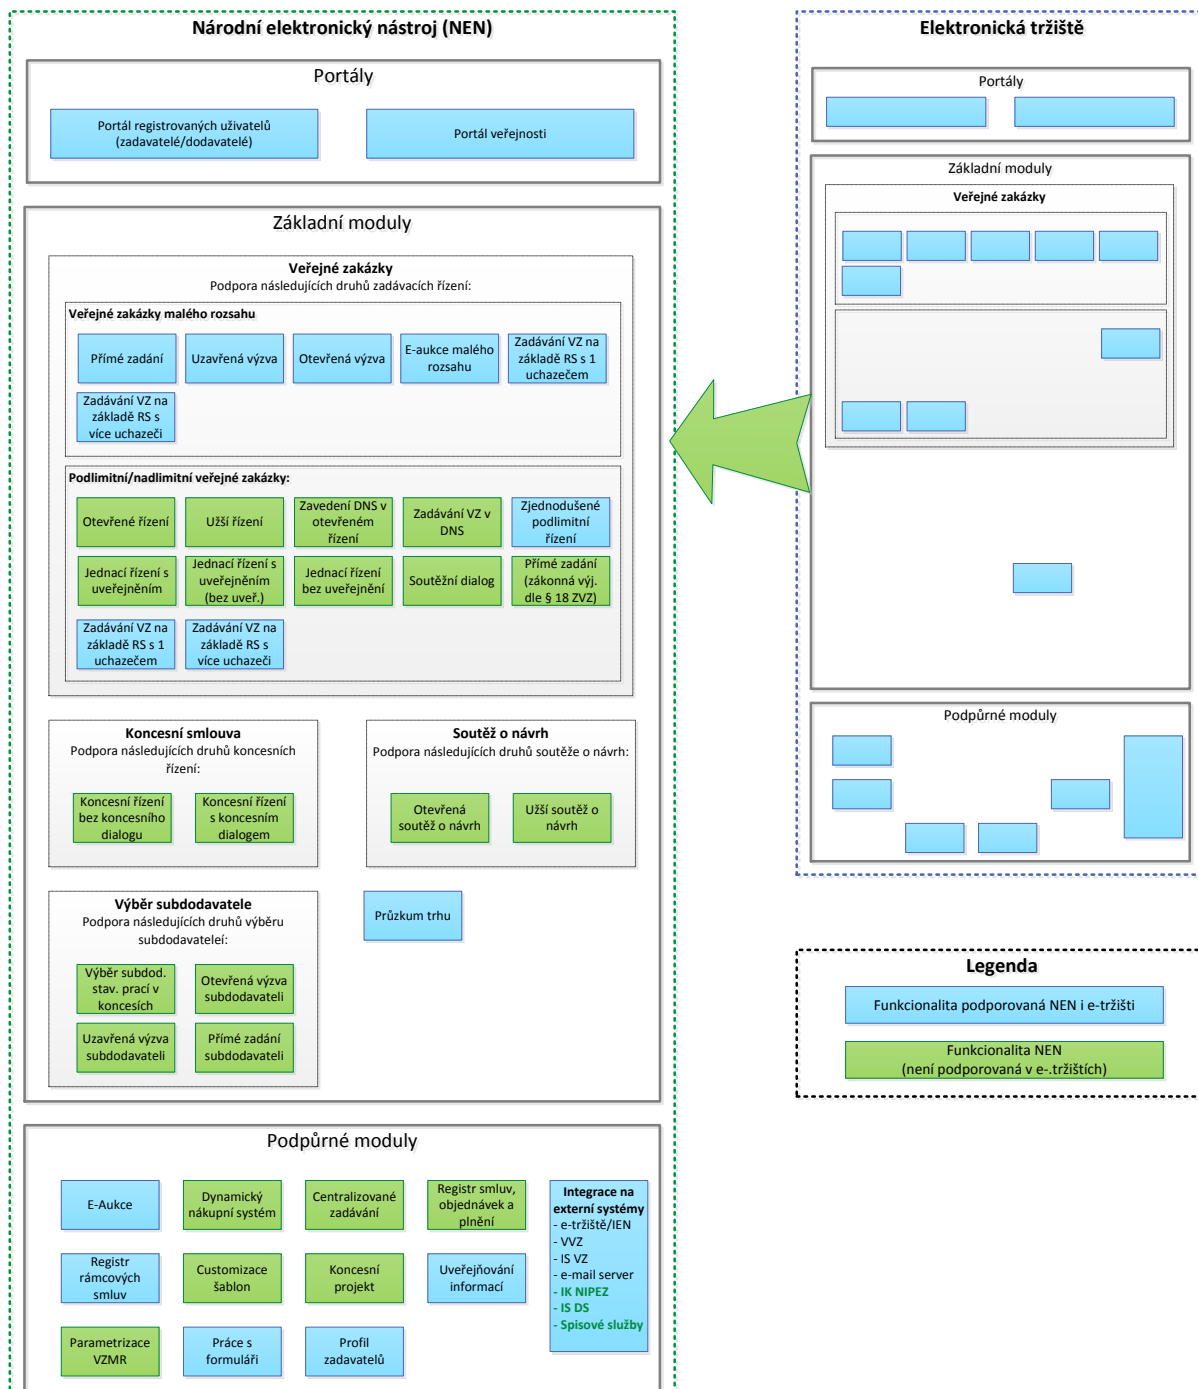 Národní elektronický nástroj (NEN)
Portály
Portál registrovaných uživatelů
(zadavatelé/dodavatelé)
Portál veřejnosti
Základní moduly
Veřejné zakázky
Podpora následujících druhů zadávacích řízení:
Veřejné zakázky malého rozsahu
Přímé zadání
Uzavřená výzva
Otevřená výzva
E-aukce malého
rozsahu
Zadávání VZ na
základě RS s 1
uchazečem
Zadávání VZ na
základě RS s
více uchazeči
Podlimitní/nadlimitní veřejné zakázky:
Otevřené řízení
Užší řízení
Zavedení DNS v
otevřeném
řízení
Zadávání VZ v
DNS
Zjednodušené
podlimitní
řízení
Jednací řízení s
uveřejněním
Jednací řízení s
uveřejněním
(bez uveř.)
Jednací řízení
bez uveřejnění
Soutěžní dialog
Přímé zadání
(zákonná výj.
dle § 18 ZVZ)
Zadávání VZ na
základě RS s 1
uchazečem
Zadávání VZ na
základě RS s
více uchazeči
Koncesní smlouva
Podpora následujících druhů koncesních
řízení:
Koncesní řízení
bez koncesního
dialogu
Koncesní řízení
s koncesním
dialogem
Soutěž o návrh
Podpora následujících druhů soutěže o návrh:
Otevřená
soutěž o návrh
Užší soutěž o
návrh
Výběr subdodavatele
Podpora následujících druhů výběru
subdodavateleí:
Výběr subdod.
stav. prací v
koncesích
Otevřená výzva
subdodavateli
Uzavřená výzva
subdodavateli
Přímé zadání
subdodavateli
Průzkum trhu
Podpůrné moduly
E-Aukce
Dynamický
nákupní systém
Centralizované
zadávání
Registr smluv,
objednávek a
plnění
Integrace na
externí systémy
- e-tržiště/IEN
- VVZ
- IS VZ
- e-mail server
- IK NIPEZ
- IS DS
- Spisové služby
Registr
rámcových
smluv
Customizace
šablon
Koncesní
projekt
Uveřejňování
informací
Parametrizace
VZMR
Práce s
formuláři
Profil
zadavatelů
Elektronická tržiště
Portály
Základní moduly
Veřejné zakázky
Podpůrné moduly
Legenda
Funkcionalita podporovaná NEN i e-tržišti
Funkcionalita NEN
(není podporovaná v e-.tržištích)